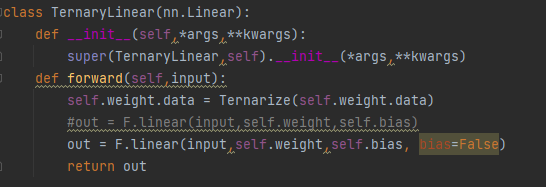 class TernaryLinear(nn.Linear):
    def __init__(self,*args,**kwargs):
        super(TernaryLinear,self).__init__(*args,**kwargs)
    def forward(self,input):
        self.weight.data = Ternarize(self.weight.data)
        #out = F.linear(input,self.weight,self.bias)
        out = F.linear(input,self.weight,self.bias, bias=False)
        return out